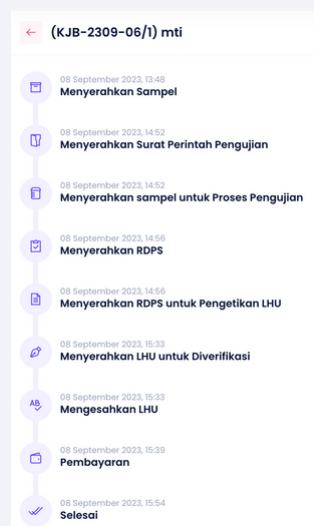 (KJB-2309-06/1) mti
08 September 2023, 13:48
Menyerahkan Sampel
08 September 2023, 14:52
Menyerahkan Surat Perintah Pengujian
08 September 2023, 14:52
Menyerahkan sampel untuk Proses Pengujian
08 September 2023, 14:56
Menyerahkan RDPS
08 September 2023, 14:56
Menyerahkan RDPS untuk Pengetikan LHU
08 September 2023, 15:33
Menyerahkan LHU untuk Diverifikasi
AB
08 September 2023, 15:33
Mengesahkan LHU
08 September 2023, 15:39
Pembayaran
08 September 2023, 15:54
Selesai